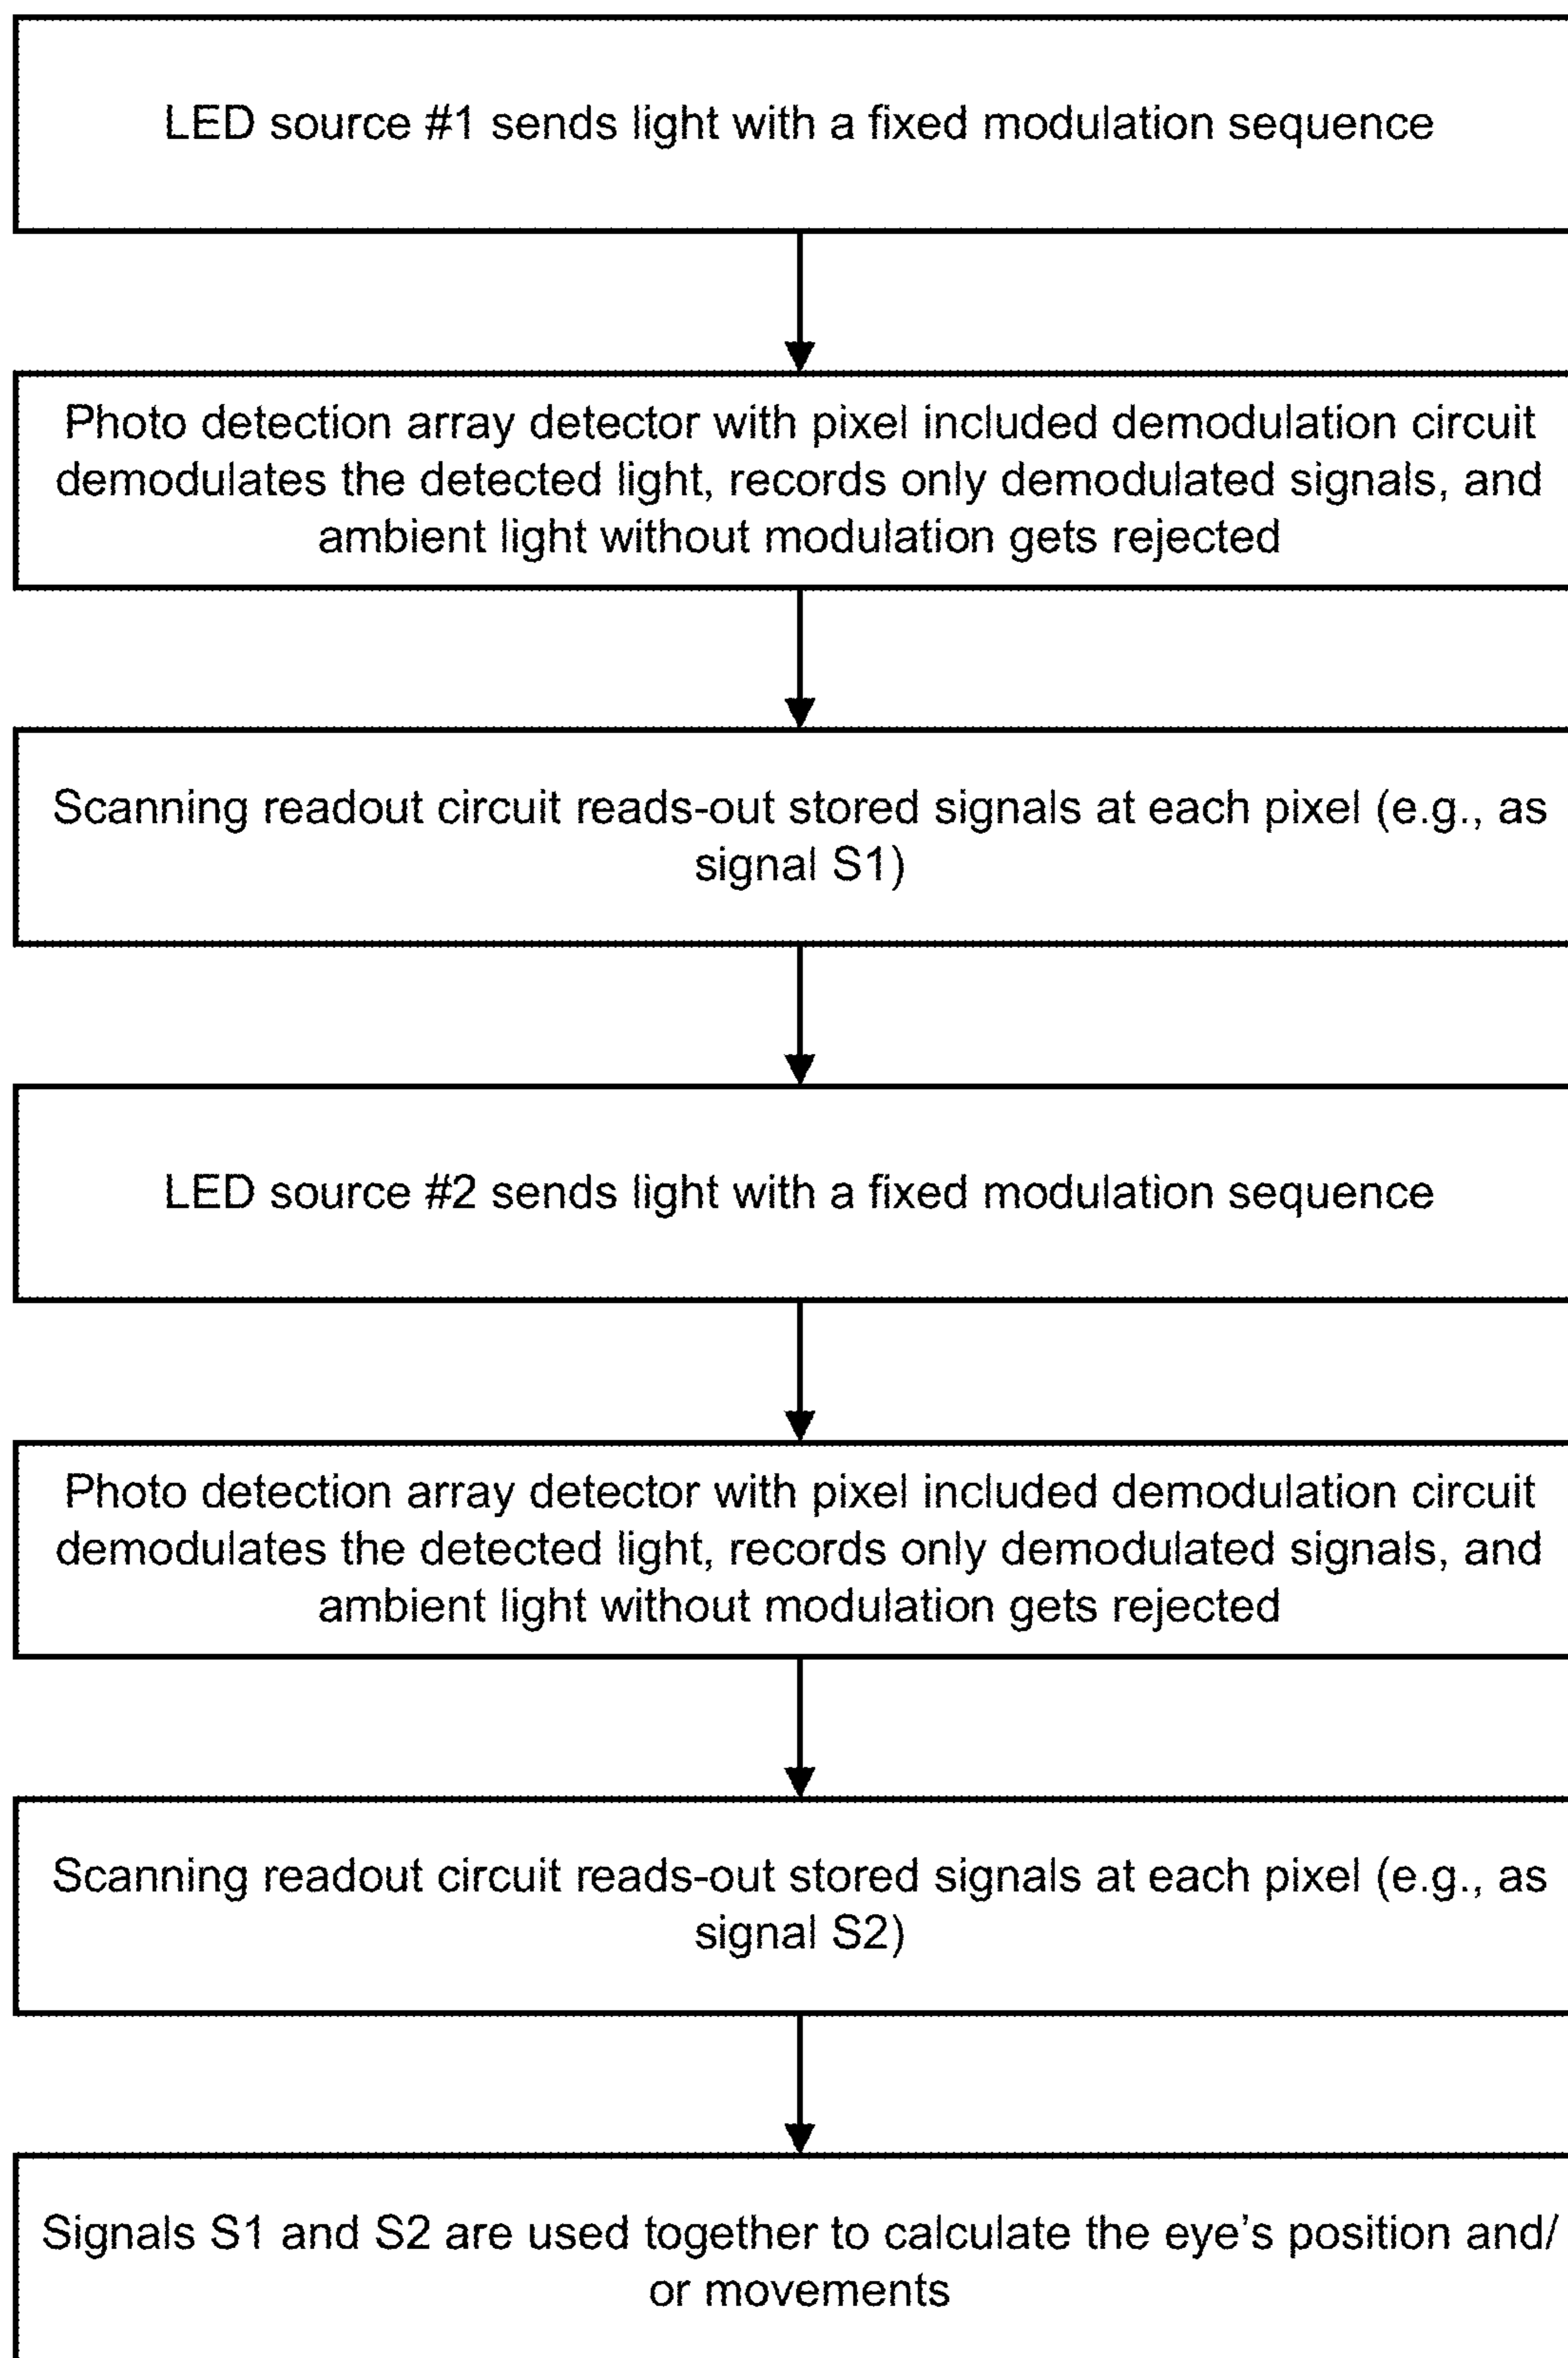 LED source #1 sends light with a fixed modulation sequence
Photo detection array detector with pixel included demodulation circuit
demodulates the detected light, records only demodulated signals, and
ambient light without modulation gets rejected
Scanning readout circuit reads-out stored signals at each pixel (e.g., as
signal S1)
LED source #2 sends light with a fixed modulation sequence
Photo detection array detector with pixel included demodulation circuit
demodulates the detected light, records only demodulated signals, and
ambient light without modulation gets rejected
Scanning readout circuit reads-out stored signals at each pixel (e.g., as
signal S2)
Signals S1 and S2 are used together to calculate the eye's position and/
or movements